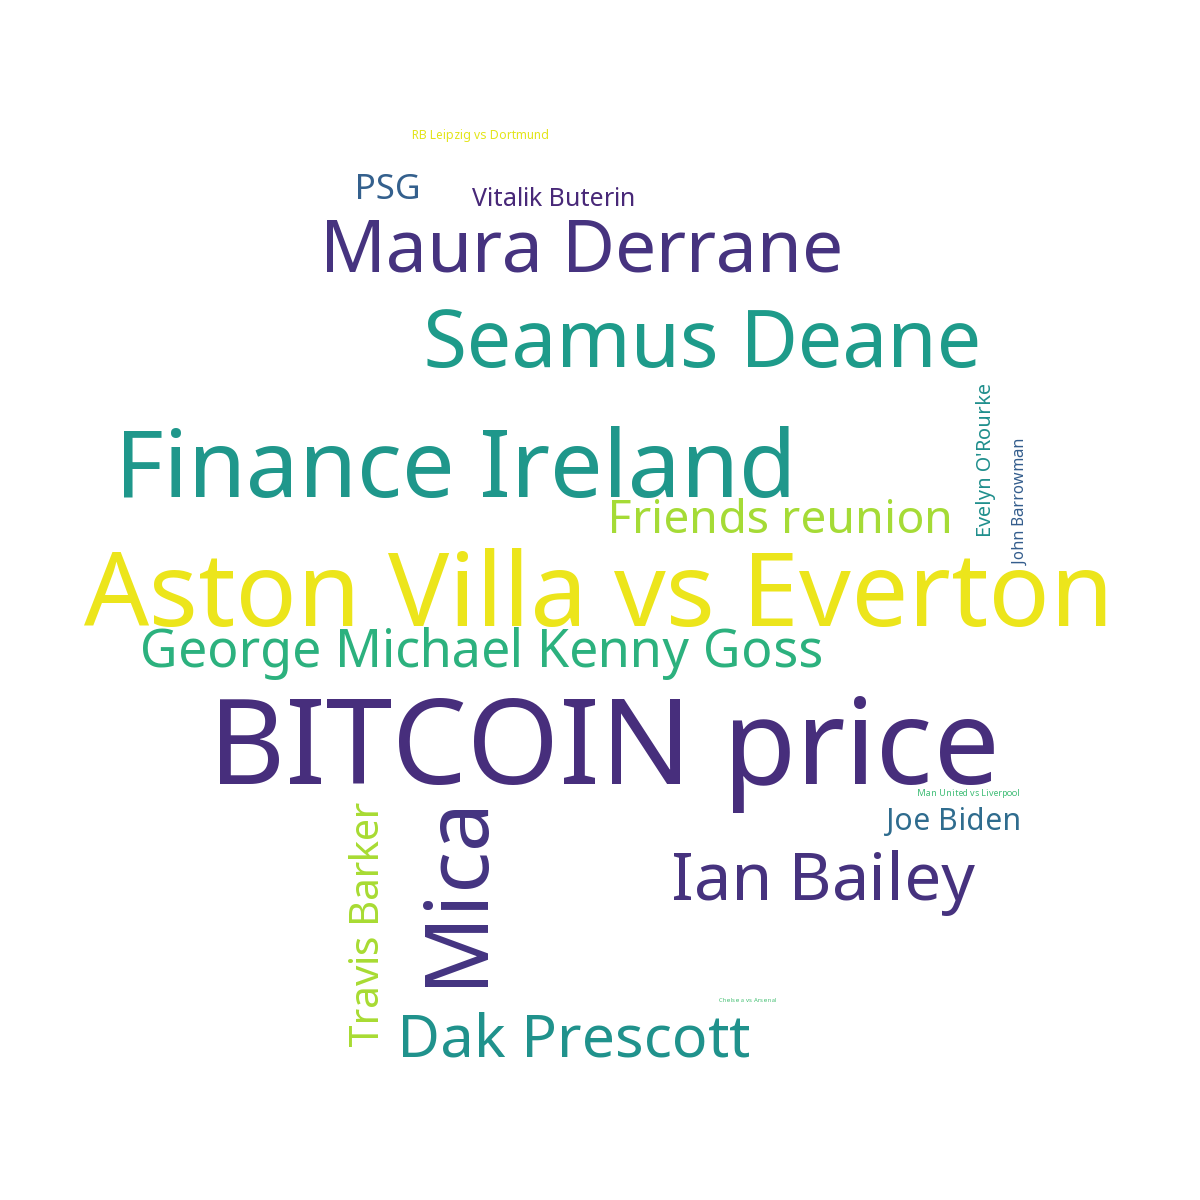 RB Leipzig vs Dortmund
PSG
Vitalik Buterin
Maura Derrane
Seamus Deane
Evelyn O'Rourke
John Barrowman
Finance Ireland
Friends reunion
Aston Villa vs Everton
George Michael Kenny Goss
BITCOIN price
Man United vs Liverpool
Joe Biden
Travis Barker
Mica
Ian Bailey
Chelsea vs Arsenal
Dak Prescott